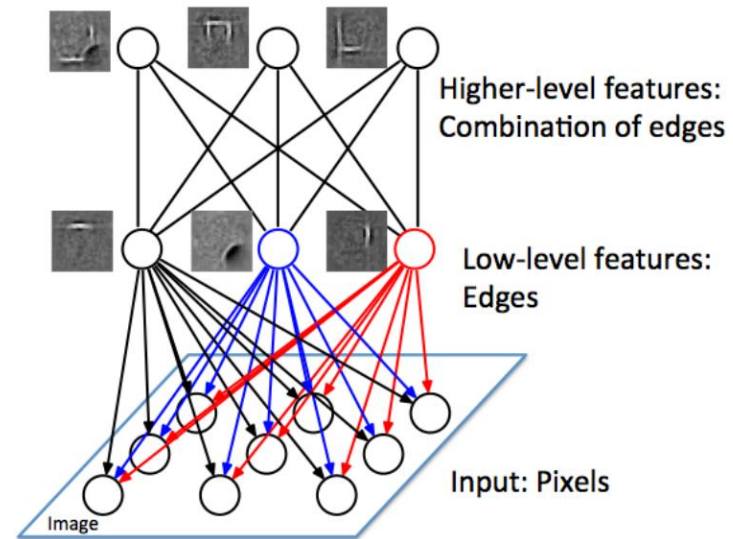 Higher-level features:
Combination of edges
Low-level features:
Edges
Input: Pixels
Image